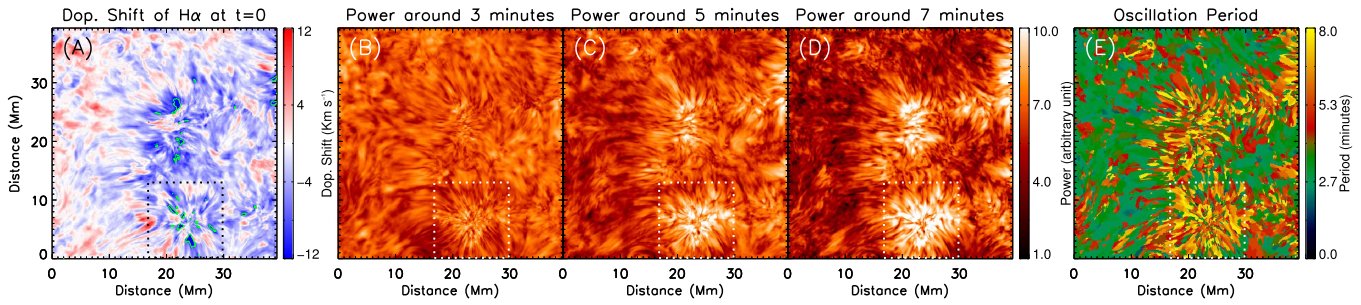 Dop. Shift of Hα at t=0
(A)
Distance (Mm)
30
20
10
0
0 10 20 30
Distance (Mm)
12
4
−4
−12
Dop. Shift (Km s⁻¹)
Power around 3 minutes
(B)
0 10 20 30
Distance (Mm)
Power around 5 minutes
(C)
0 10 20 30
Distance (Mm)
Power around 7 minutes
(D)
0 10 20 30
Distance (Mm)
10.0
7.0
4.0
1.0
Power (arbitrary unit)
Oscillation Period
(E)
0 10 20 30
Distance (Mm)
8.0
5.3
2.7
0.0
Period (minutes)